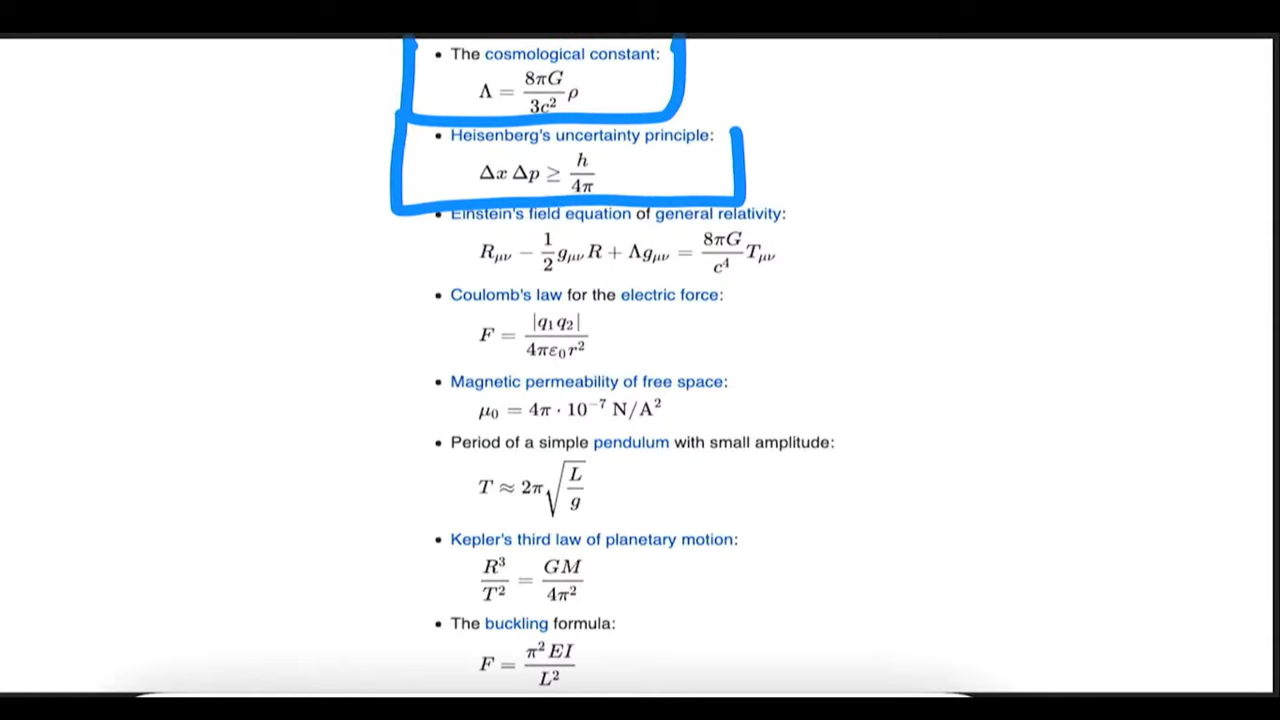 • The cosmological constant:
Λ = 8πG/3c² ρ
• Heisenberg's uncertainty principle:
Δx Δp ≥ h/4π
• Einstein's field equation of general relativity:
Rμν − 1/2 gμν R + Λgμν = 8πG/c⁴ Tμν
• Coulomb's law for the electric force:
F = |q₁q₂|/4πε₀r²
• Magnetic permeability of free space:
μ₀ = 4π · 10⁻⁷ N/A²
• Period of a simple pendulum with small amplitude:
T ≈ 2π√(L/g)
• Kepler's third law of planetary motion:
R³/T² = GM/4π²
• The buckling formula:
F = π²EI/L²